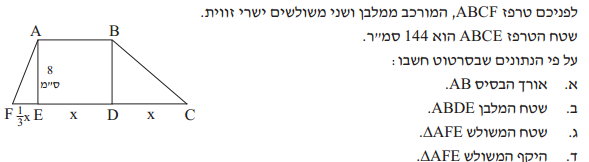 לפניכם טרפז ABCF, המורכב ממלבן ושני משולשים ישרי זווית.
שטח הטרפז ABCE הוא 144 סמ״ר.
על פי הנתונים שבסרטוט חשבו:
א. אורך הבסיס AB.
ב. שטח המלבן ABDE.
ג. שטח המשולש ΔAFE.
ד. היקף המשולש ΔAFE.
A B
8
ס״מ
F 1/3x E x D x C